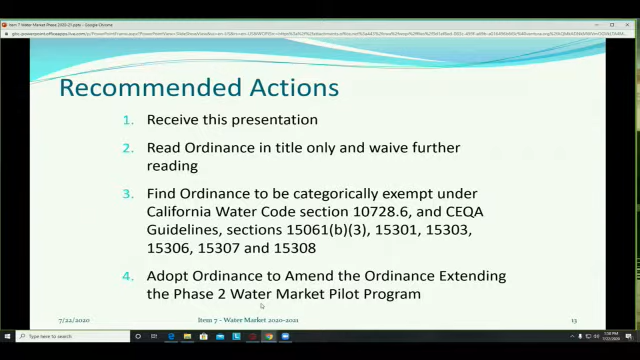 Item 7 Water Market Phase 2020-21.pptx - Google Chrome
Recommended Actions
1. Receive this presentation
2. Read Ordinance in title only and waive further
reading
3. Find Ordinance to be categorically exempt under
California Water Code section 10728.6, and CEQA
Guidelines, sections 15061(b)(3), 15301, 15303,
15306, 15307 and 15308
4. Adopt Ordinance to Amend the Ordinance Extending
the Phase 2 Water Market Pilot Program
7/22/2020 Item 7 - Water Market 2020-2021 13
Type here to search
7/22/2020